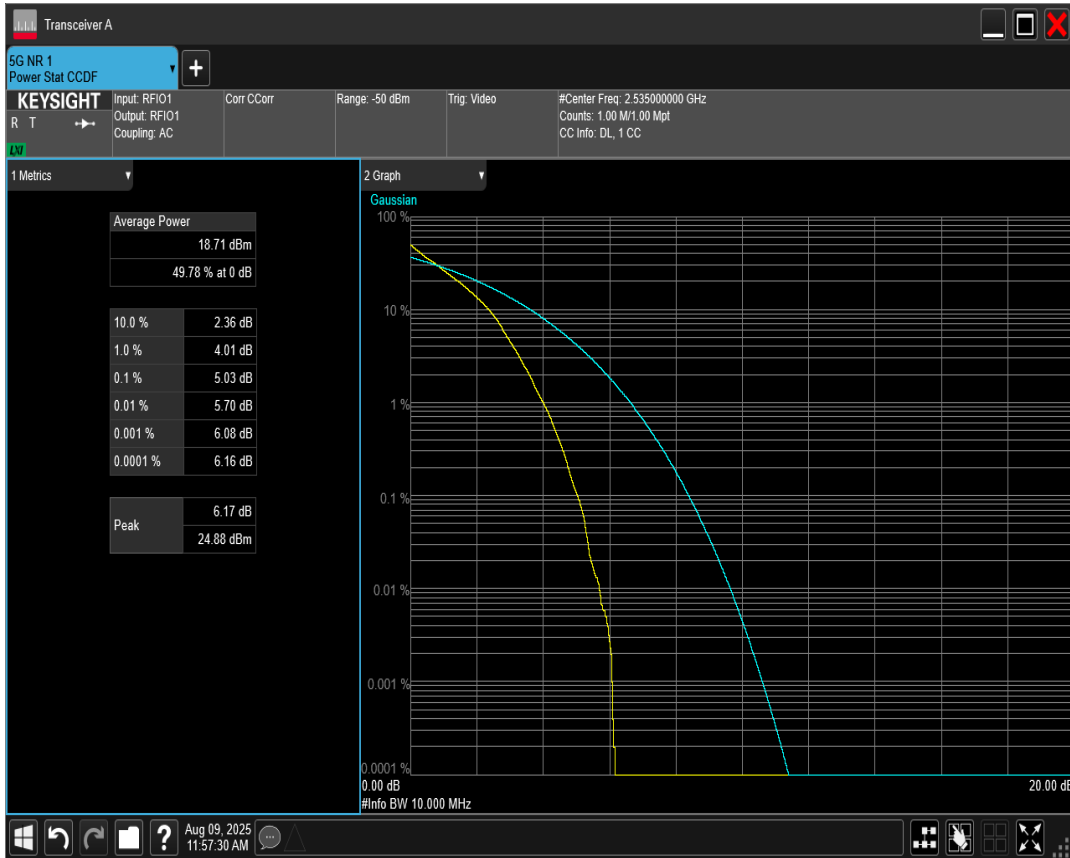 Transceiver A
5G NR 1
Power Stat CCDF
+
KEYSIGHT
R T
LXI
Input: RFIO1
Output: RFIO1
Coupling: AC
Corr CCorr
Range: -50 dBm
Trig: Video
#Center Freq: 2.535000000 GHz
Counts: 1.00 M/1.00 Mpt
CC Info: DL, 1 CC
1 Metrics
Average Power
18.71 dBm
49.78 % at 0 dB
10.0 % 2.36 dB
1.0 % 4.01 dB
0.1 % 5.03 dB
0.01 % 5.70 dB
0.001 % 6.08 dB
0.0001 % 6.16 dB
Peak
6.17 dB
24.88 dBm
2 Graph
Gaussian
100 %
10 %
1 %
0.1 %
0.01 %
0.001 %
0.0001 %
0.00 dB 20.00 dB
#Info BW 10.000 MHz
?
Aug 09, 2025
11:57:30 AM